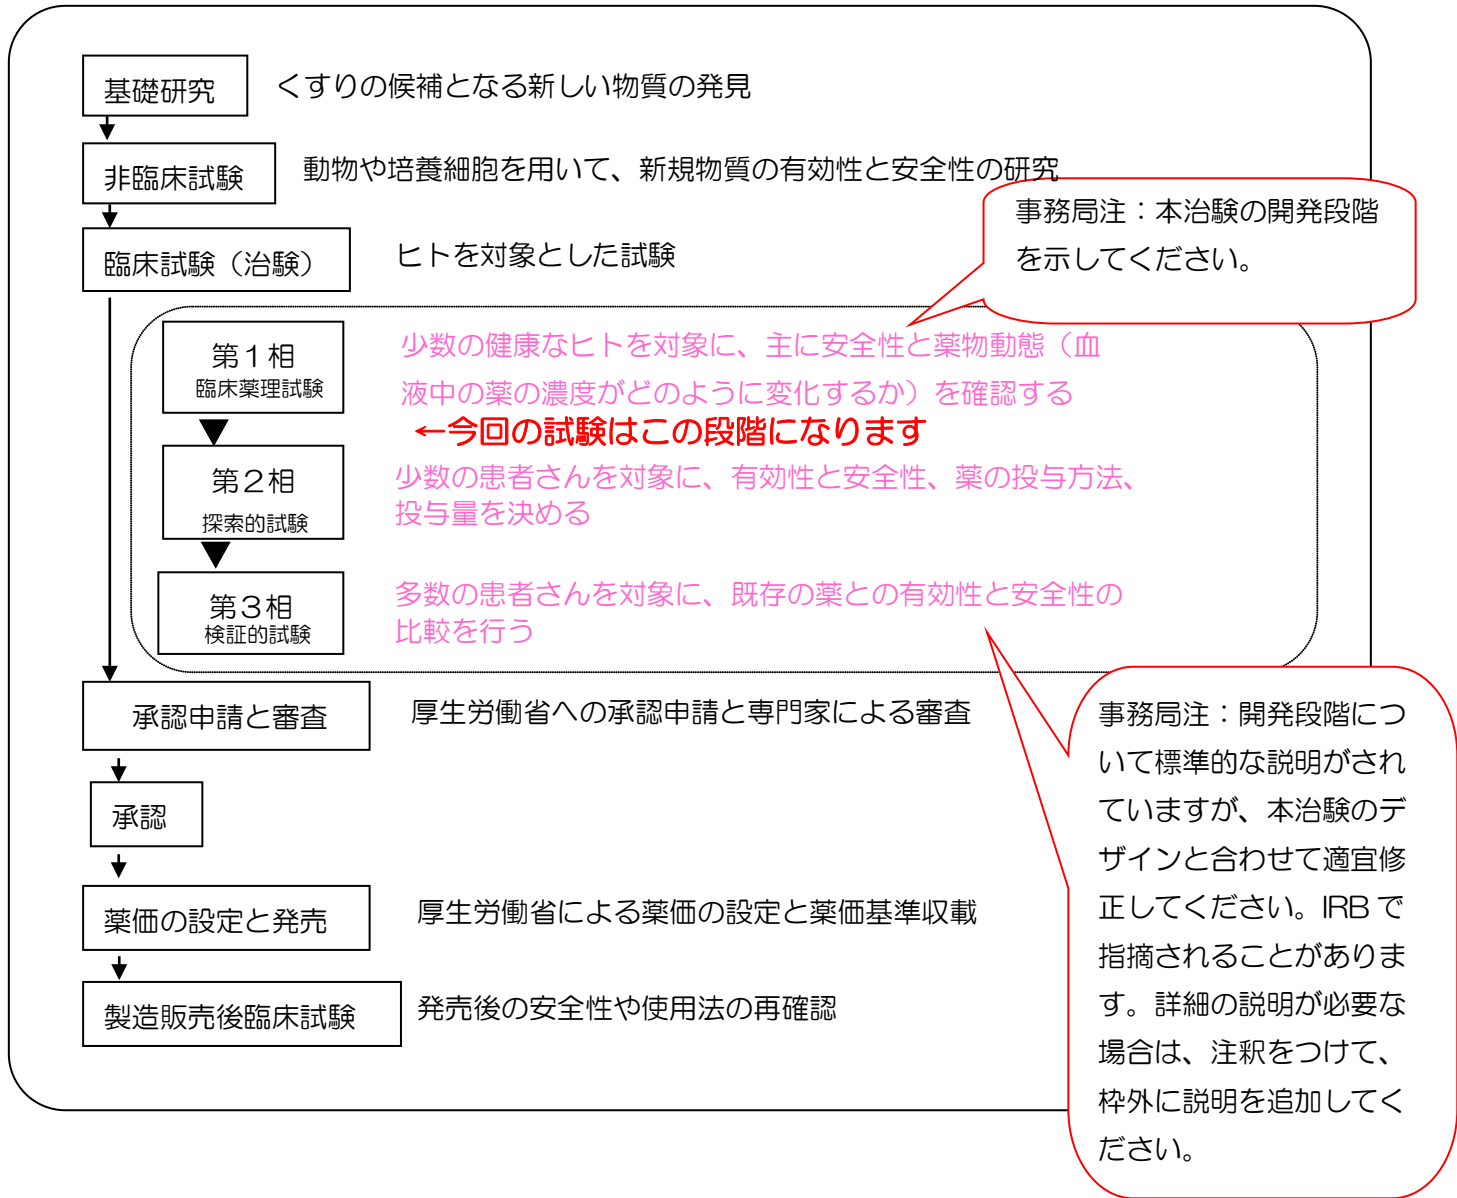 基礎研究
くすりの候補となる新しい物質の発見
非臨床試験
動物や培養細胞を用いて、新規物質の有効性と安全性の研究
臨床試験（治験）
ヒトを対象とした試験
事務局注：本治験の開発段階
を示してください。
第１相
臨床薬理試験
少数の健康なヒトを対象に、主に安全性と薬物動態（血
液中の薬の濃度がどのように変化するか）を確認する
←今回の試験はこの段階になります
第２相
探索的試験
少数の患者さんを対象に、有効性と安全性、薬の投与方法、
投与量を決める
第３相
検証的試験
多数の患者さんを対象に、既存の薬との有効性と安全性の
比較を行う
承認申請と審査
厚生労働省への承認申請と専門家による審査
事務局注：開発段階につ
いて標準的な説明がされ
ていますが、本治験のデ
ザインと合わせて適宜修
正してください。IRB で
指摘されることがありま
す。詳細の説明が必要な
場合は、注釈をつけて、
枠外に説明を追加してく
ださい。
承認
薬価の設定と発売
厚生労働省による薬価の設定と薬価基準収載
製造販売後臨床試験
発売後の安全性や使用法の再確認